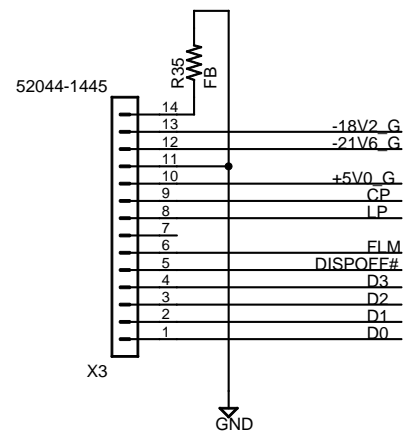 R35
FB
52044-1445
14
13 -18V2_G
12 -21V6_G
11
10 +5V0_G
9 CP
8 LP
7
6 FLM
5 DISPOFF#
4 D3
3 D2
2 D1
1 D0
X3
GND